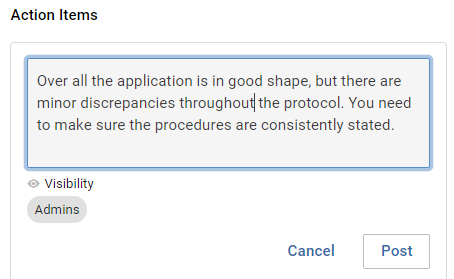 Action Items
Over all the application is in good shape, but there are
minor discrepancies throughout the protocol. You need
to make sure the procedures are consistently stated.
Visibility
Admins
Cancel Post